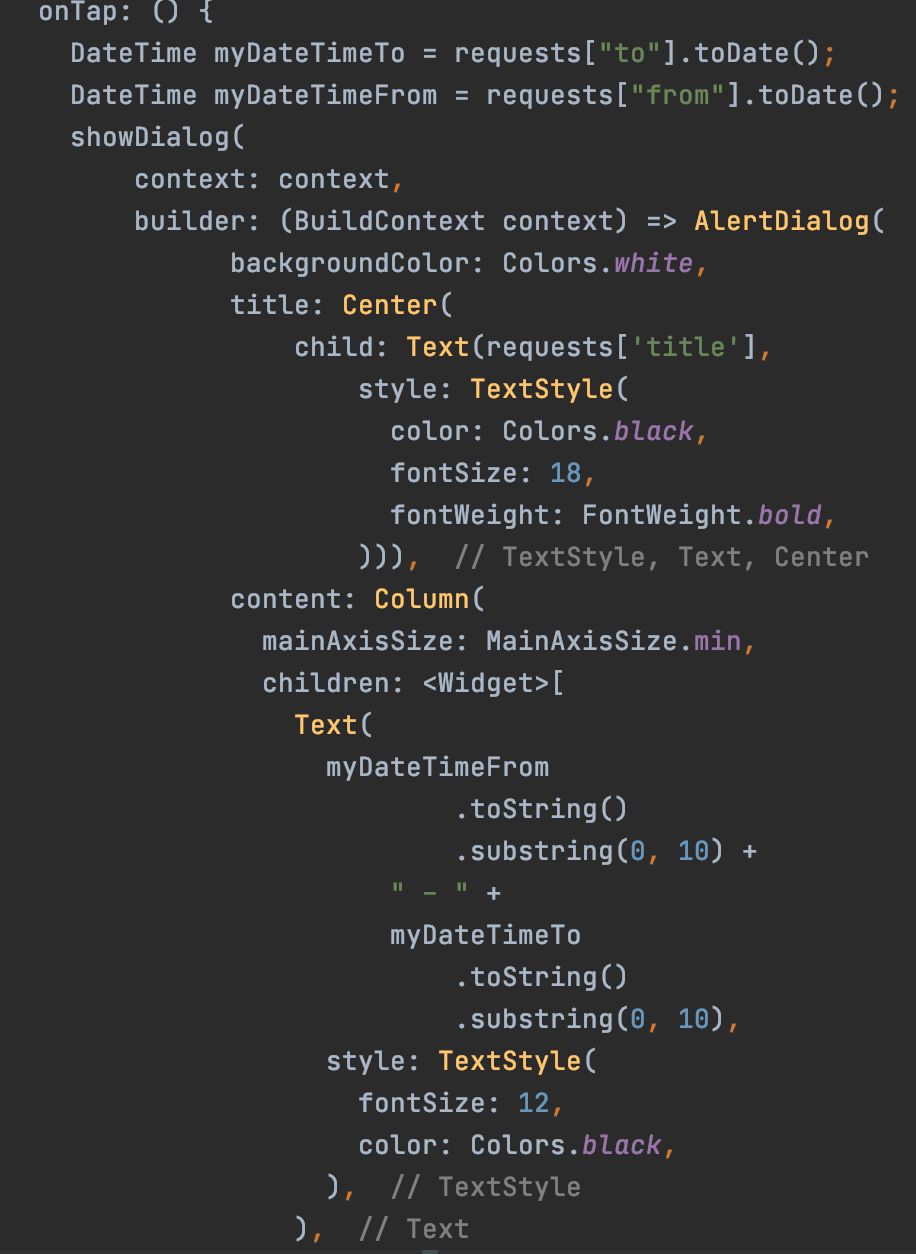 onTap: () {
DateTime myDateTimeTo = requests["to"].toDate();
DateTime myDateTimeFrom = requests["from"].toDate();
showDialog(
context: context,
builder: (BuildContext context) => AlertDialog(
backgroundColor: Colors.white,
title: Center(
child: Text(requests['title'],
style: TextStyle(
color: Colors.black,
fontSize: 18,
fontWeight: FontWeight.bold,
))), // TextStyle, Text, Center
content: Column(
mainAxisSize: MainAxisSize.min,
children: <Widget>[
Text(
myDateTimeFrom
.toString()
.substring(0, 10) +
" - " +
myDateTimeTo
.toString()
.substring(0, 10),
style: TextStyle(
fontSize: 12,
color: Colors.black,
), // TextStyle
), // Text